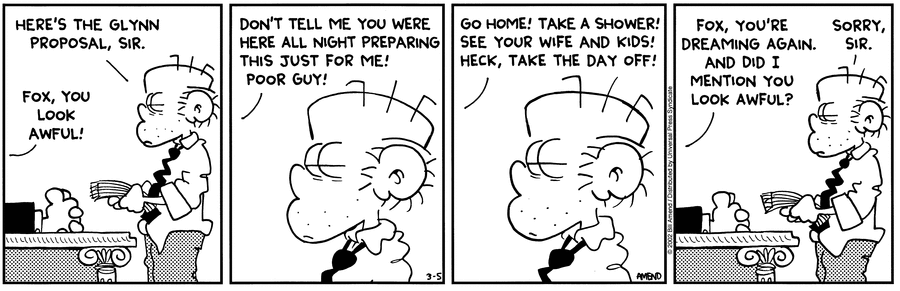 HERE'S THE GLYNN
PROPOSAL, SIR.
FOX, YOU
LOOK
AWFUL!
DON'T TELL ME YOU WERE
HERE ALL NIGHT PREPARING
THIS JUST FOR ME!
POOR GUY!
3-5
GO HOME! TAKE A SHOWER!
SEE YOUR WIFE AND KIDS!
HECK, TAKE THE DAY OFF!
AMEND
© 2002 Bill Amend / Distributed by Universal Press Syndicate
FOX, YOU'RE
DREAMING AGAIN.
AND DID I
MENTION YOU
LOOK AWFUL?
SORRY,
SIR.